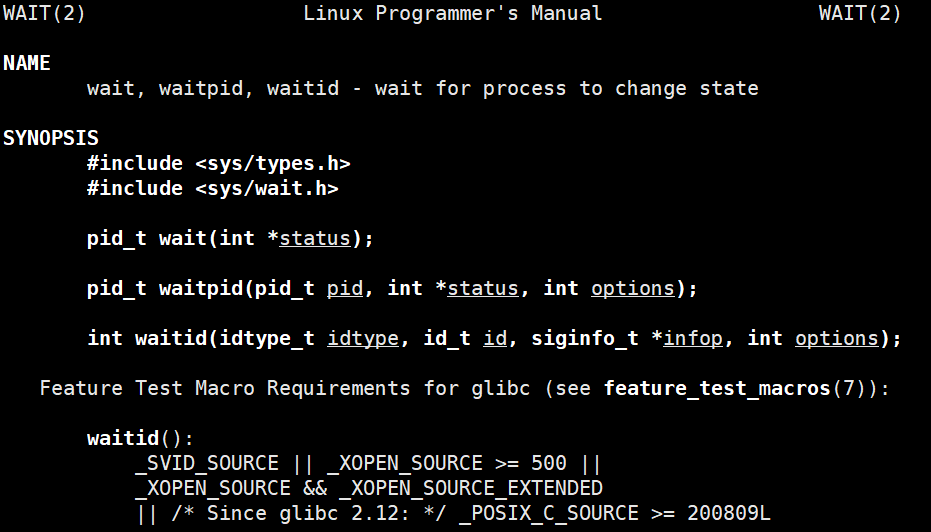 WAIT(2) Linux Programmer's Manual WAIT(2)
NAME
wait, waitpid, waitid - wait for process to change state
SYNOPSIS
#include <sys/types.h>
#include <sys/wait.h>
pid_t wait(int *status);
pid_t waitpid(pid_t pid, int *status, int options);
int waitid(idtype_t idtype, id_t id, siginfo_t *infop, int options);
Feature Test Macro Requirements for glibc (see feature_test_macros(7)):
waitid():
_SVID_SOURCE || _XOPEN_SOURCE >= 500 ||
_XOPEN_SOURCE && _XOPEN_SOURCE_EXTENDED
|| /* Since glibc 2.12: */ _POSIX_C_SOURCE >= 200809L